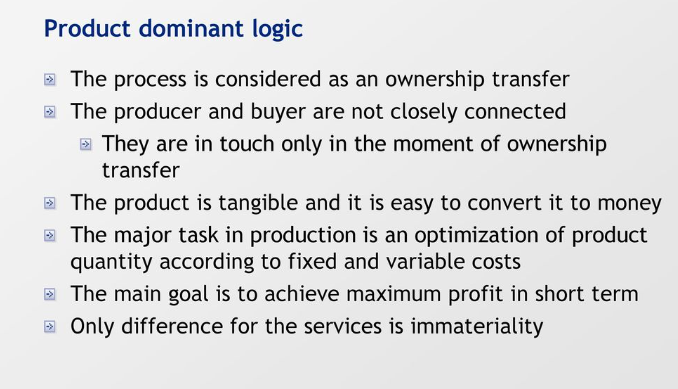 Product dominant logic
The process is considered as an ownership transfer
The producer and buyer are not closely connected
They are in touch only in the moment of ownership
transfer
The product is tangible and it is easy to convert it to money
The major task in production is an optimization of product
quantity according to fixed and variable costs
The main goal is to achieve maximum profit in short term
Only difference for the services is immateriality